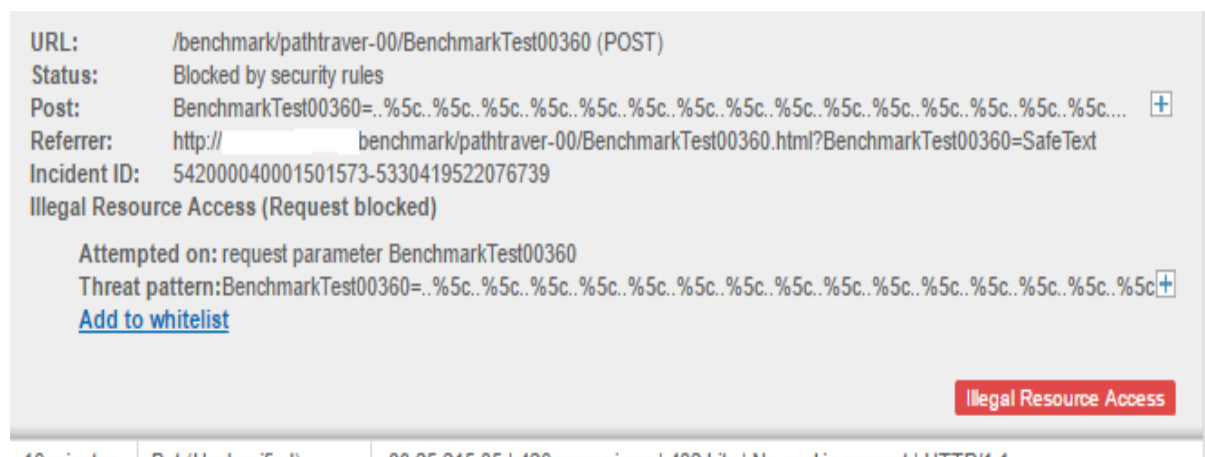 URL: /benchmark/pathtraver-00/BenchmarkTest00360 (POST)
Status: Blocked by security rules
Post: BenchmarkTest00360=..%5c..%5c..%5c..%5c..%5c..%5c..%5c..%5c..%5c..%5c..%5c..%5c..%5c..%5c..%5c....
Referrer: http:// benchmark/pathtraver-00/BenchmarkTest00360.html?BenchmarkTest00360=SafeText
Incident ID: 542000040001501573-5330419522076739
Illegal Resource Access (Request blocked)
Attempted on: request parameter BenchmarkTest00360
Threat pattern:BenchmarkTest00360=..%5c..%5c..%5c..%5c..%5c..%5c..%5c..%5c..%5c..%5c..%5c..%5c..%5c..%5c..%5c
Add to whitelist
Illegal Resource Access